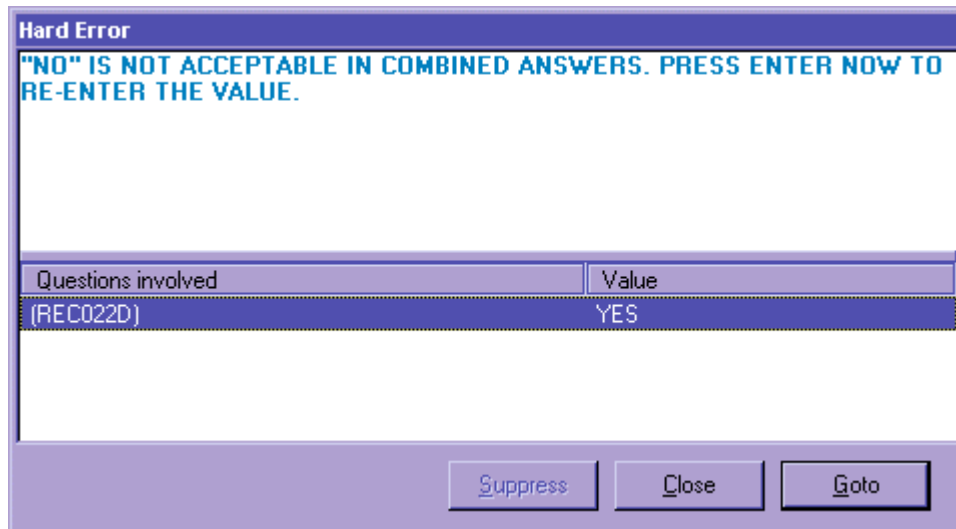 Hard Error
"NO" IS NOT ACCEPTABLE IN COMBINED ANSWERS. PRESS ENTER NOW TO
RE-ENTER THE VALUE.
Questions involved Value
(REC022D) YES
Suppress Close Goto